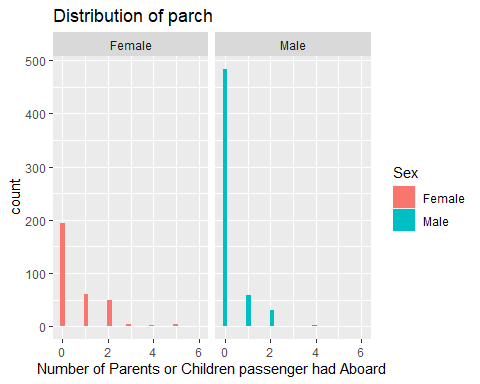 Distribution of parch
Female Male
500
400
300
200
100
0
count
0 2 4 6 0 2 4 6
Number of Parents or Children passenger had Aboard
Sex
Female
Male